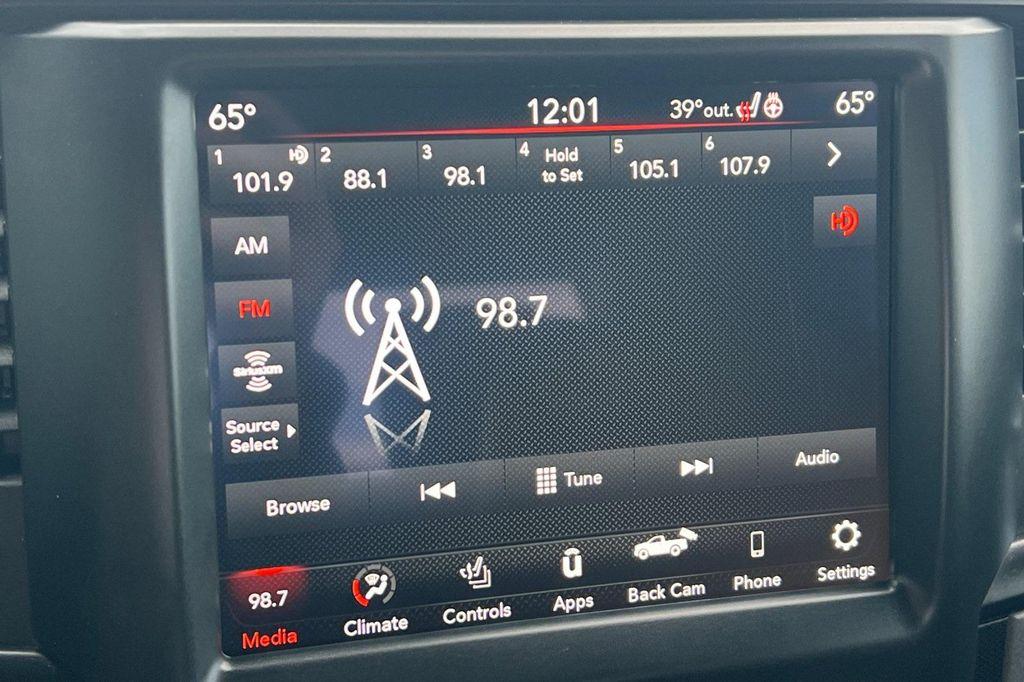 65° 12:01 39°out. 65°
1 HD 2 3 4 Hold 5 6
101.9 88.1 98.1 to Set 105.1 107.9
AM HD
FM 98.7
SiriusXM
Source
Select
Browse Tune Audio
98.7
Media Climate Controls Apps Back Cam Phone Settings